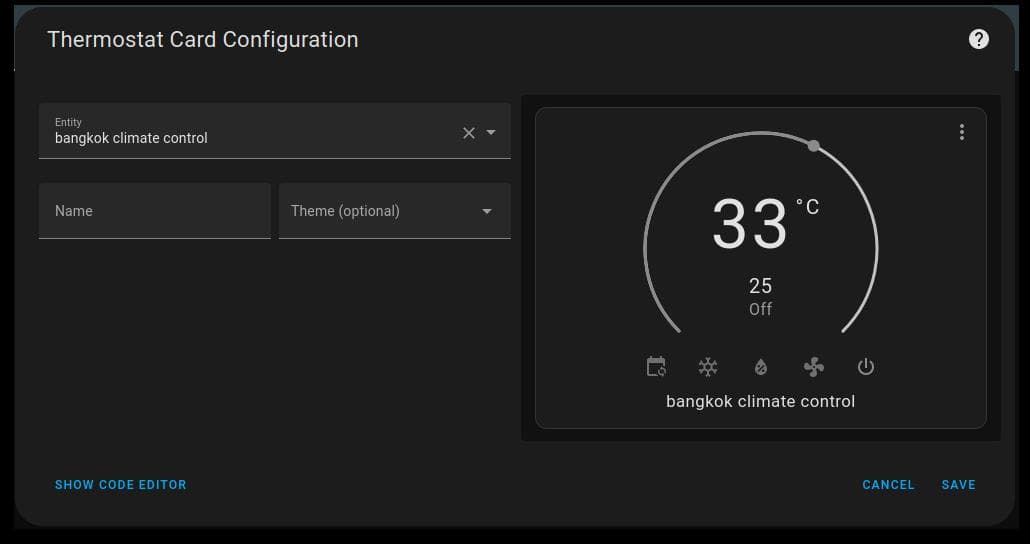 Thermostat Card Configuration
Entity
bangkok climate control
Name
Theme (optional)
33 °C
25
Off
bangkok climate control
SHOW CODE EDITOR
CANCEL
SAVE